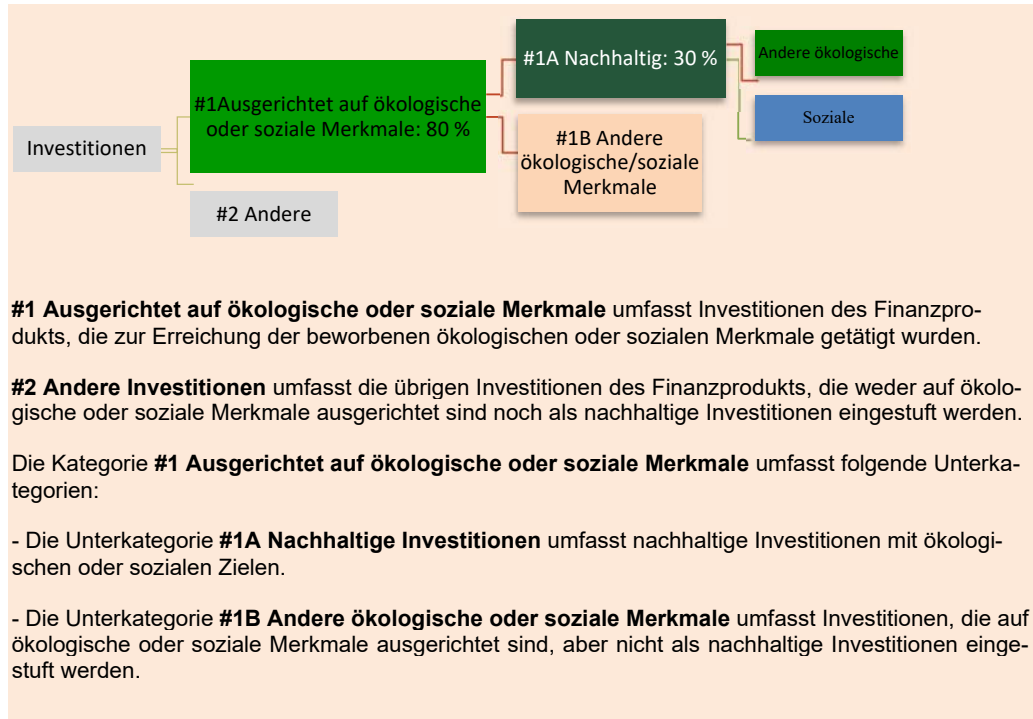 #1A Nachhaltig: 30 %
Andere ökologische
#1Ausgerichtet auf ökologische
oder soziale Merkmale: 80 %
Soziale
Investitionen
#1B Andere
ökologische/soziale
Merkmale
#2 Andere
#1 Ausgerichtet auf ökologische oder soziale Merkmale umfasst Investitionen des Finanzpro-
dukts, die zur Erreichung der beworbenen ökologischen oder sozialen Merkmale getätigt wurden.
#2 Andere Investitionen umfasst die übrigen Investitionen des Finanzprodukts, die weder auf ökolo-
gische oder soziale Merkmale ausgerichtet sind noch als nachhaltige Investitionen eingestuft werden.
Die Kategorie #1 Ausgerichtet auf ökologische oder soziale Merkmale umfasst folgende Unterka-
tegorien:
- Die Unterkategorie #1A Nachhaltige Investitionen umfasst nachhaltige Investitionen mit ökologi-
schen oder sozialen Zielen.
- Die Unterkategorie #1B Andere ökologische oder soziale Merkmale umfasst Investitionen, die auf
ökologische oder soziale Merkmale ausgerichtet sind, aber nicht als nachhaltige Investitionen einge-
stuft werden.